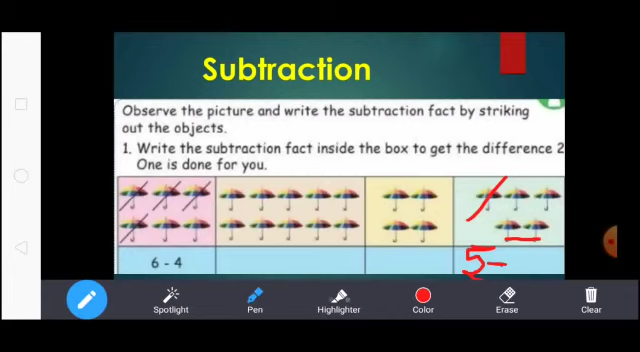 Subtraction
Observe the picture and write the subtraction fact by striking
out the objects.
1. Write the subtraction fact inside the box to get the difference 2
One is done for you.
6 - 4
5-
Spotlight
Pen
Highlighter
Color
Erase
Clear